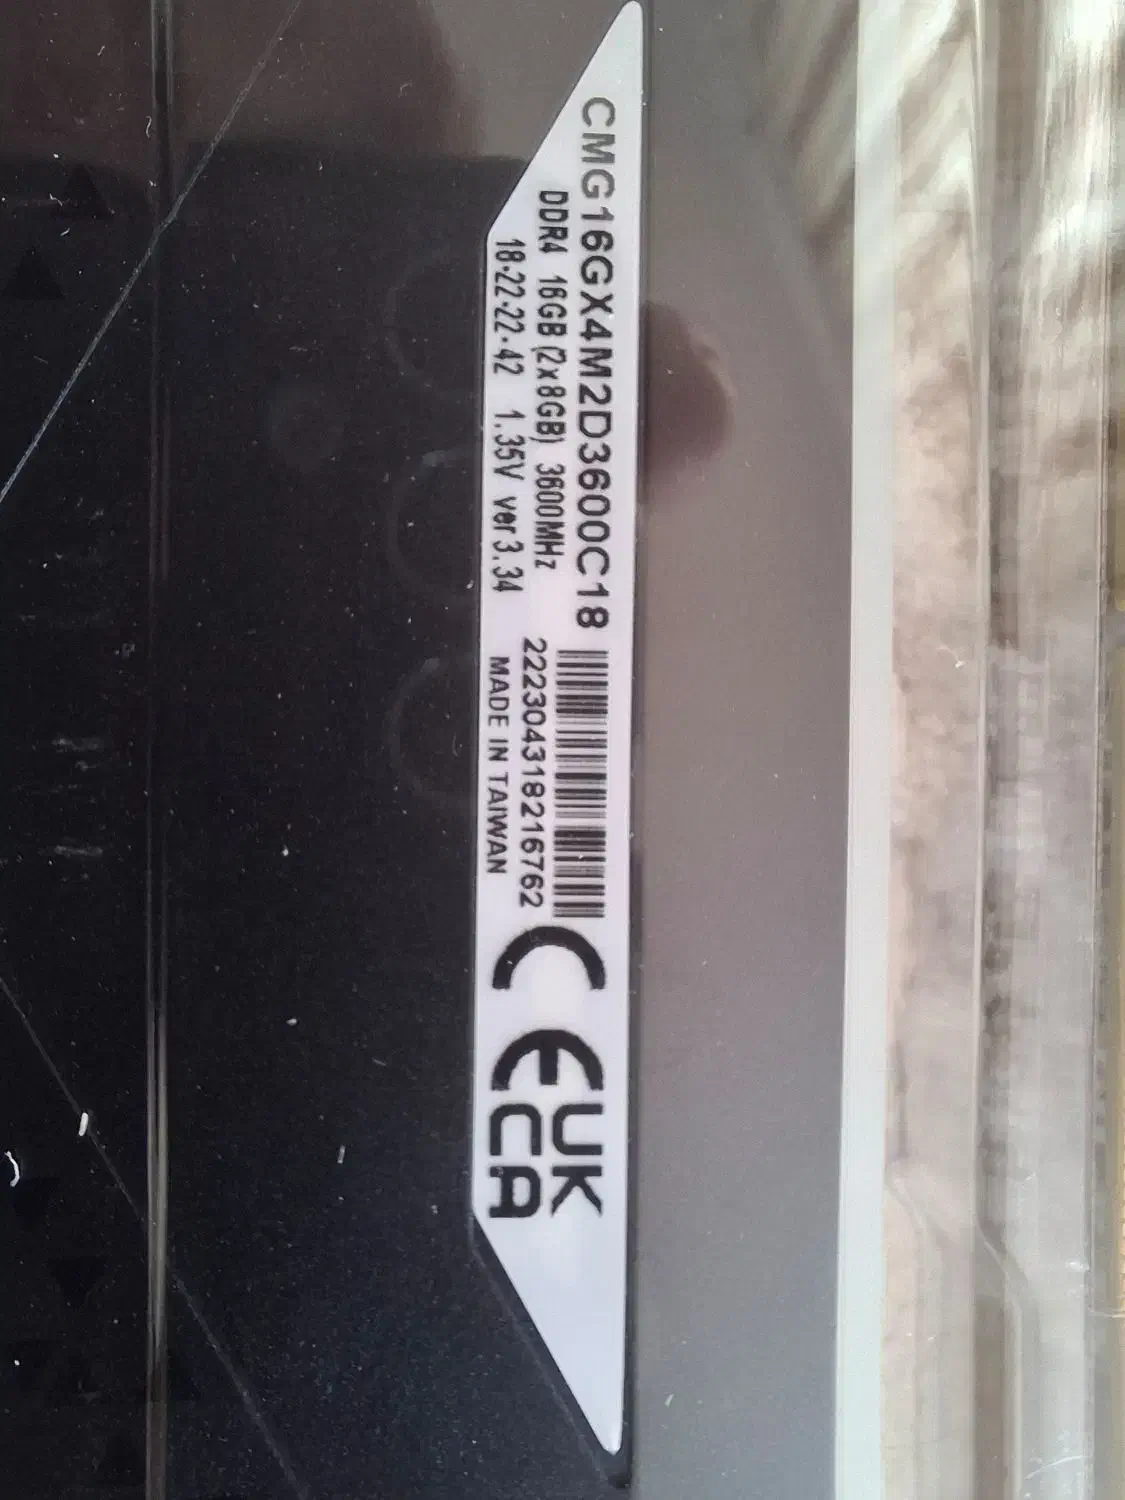 CMG16GX4M2D3600C18
DDR4 16GB (2x8GB) 3600MHz
18-22-22-42 1.35V ver3.34
222304318216762
MADE IN TAIWAN
CE
UK
CA